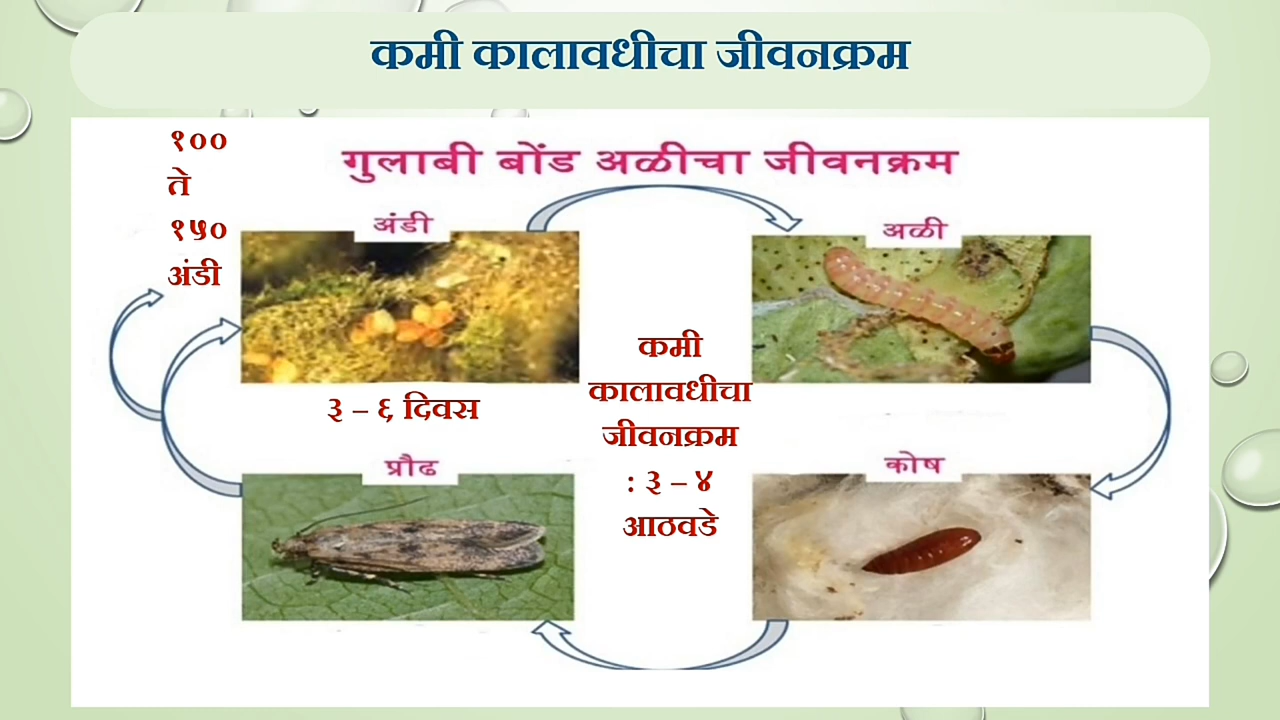 कमी कालावधीचा जीवनक्रम
१००
ते
१५०
अंडी
गुलाबी बोंड अळीचा जीवनक्रम
अंडी
अळी
३ – ६ दिवस
कमी
कालावधीचा
जीवनक्रम
: ३ – ४
आठवडे
प्रौढ
कोष